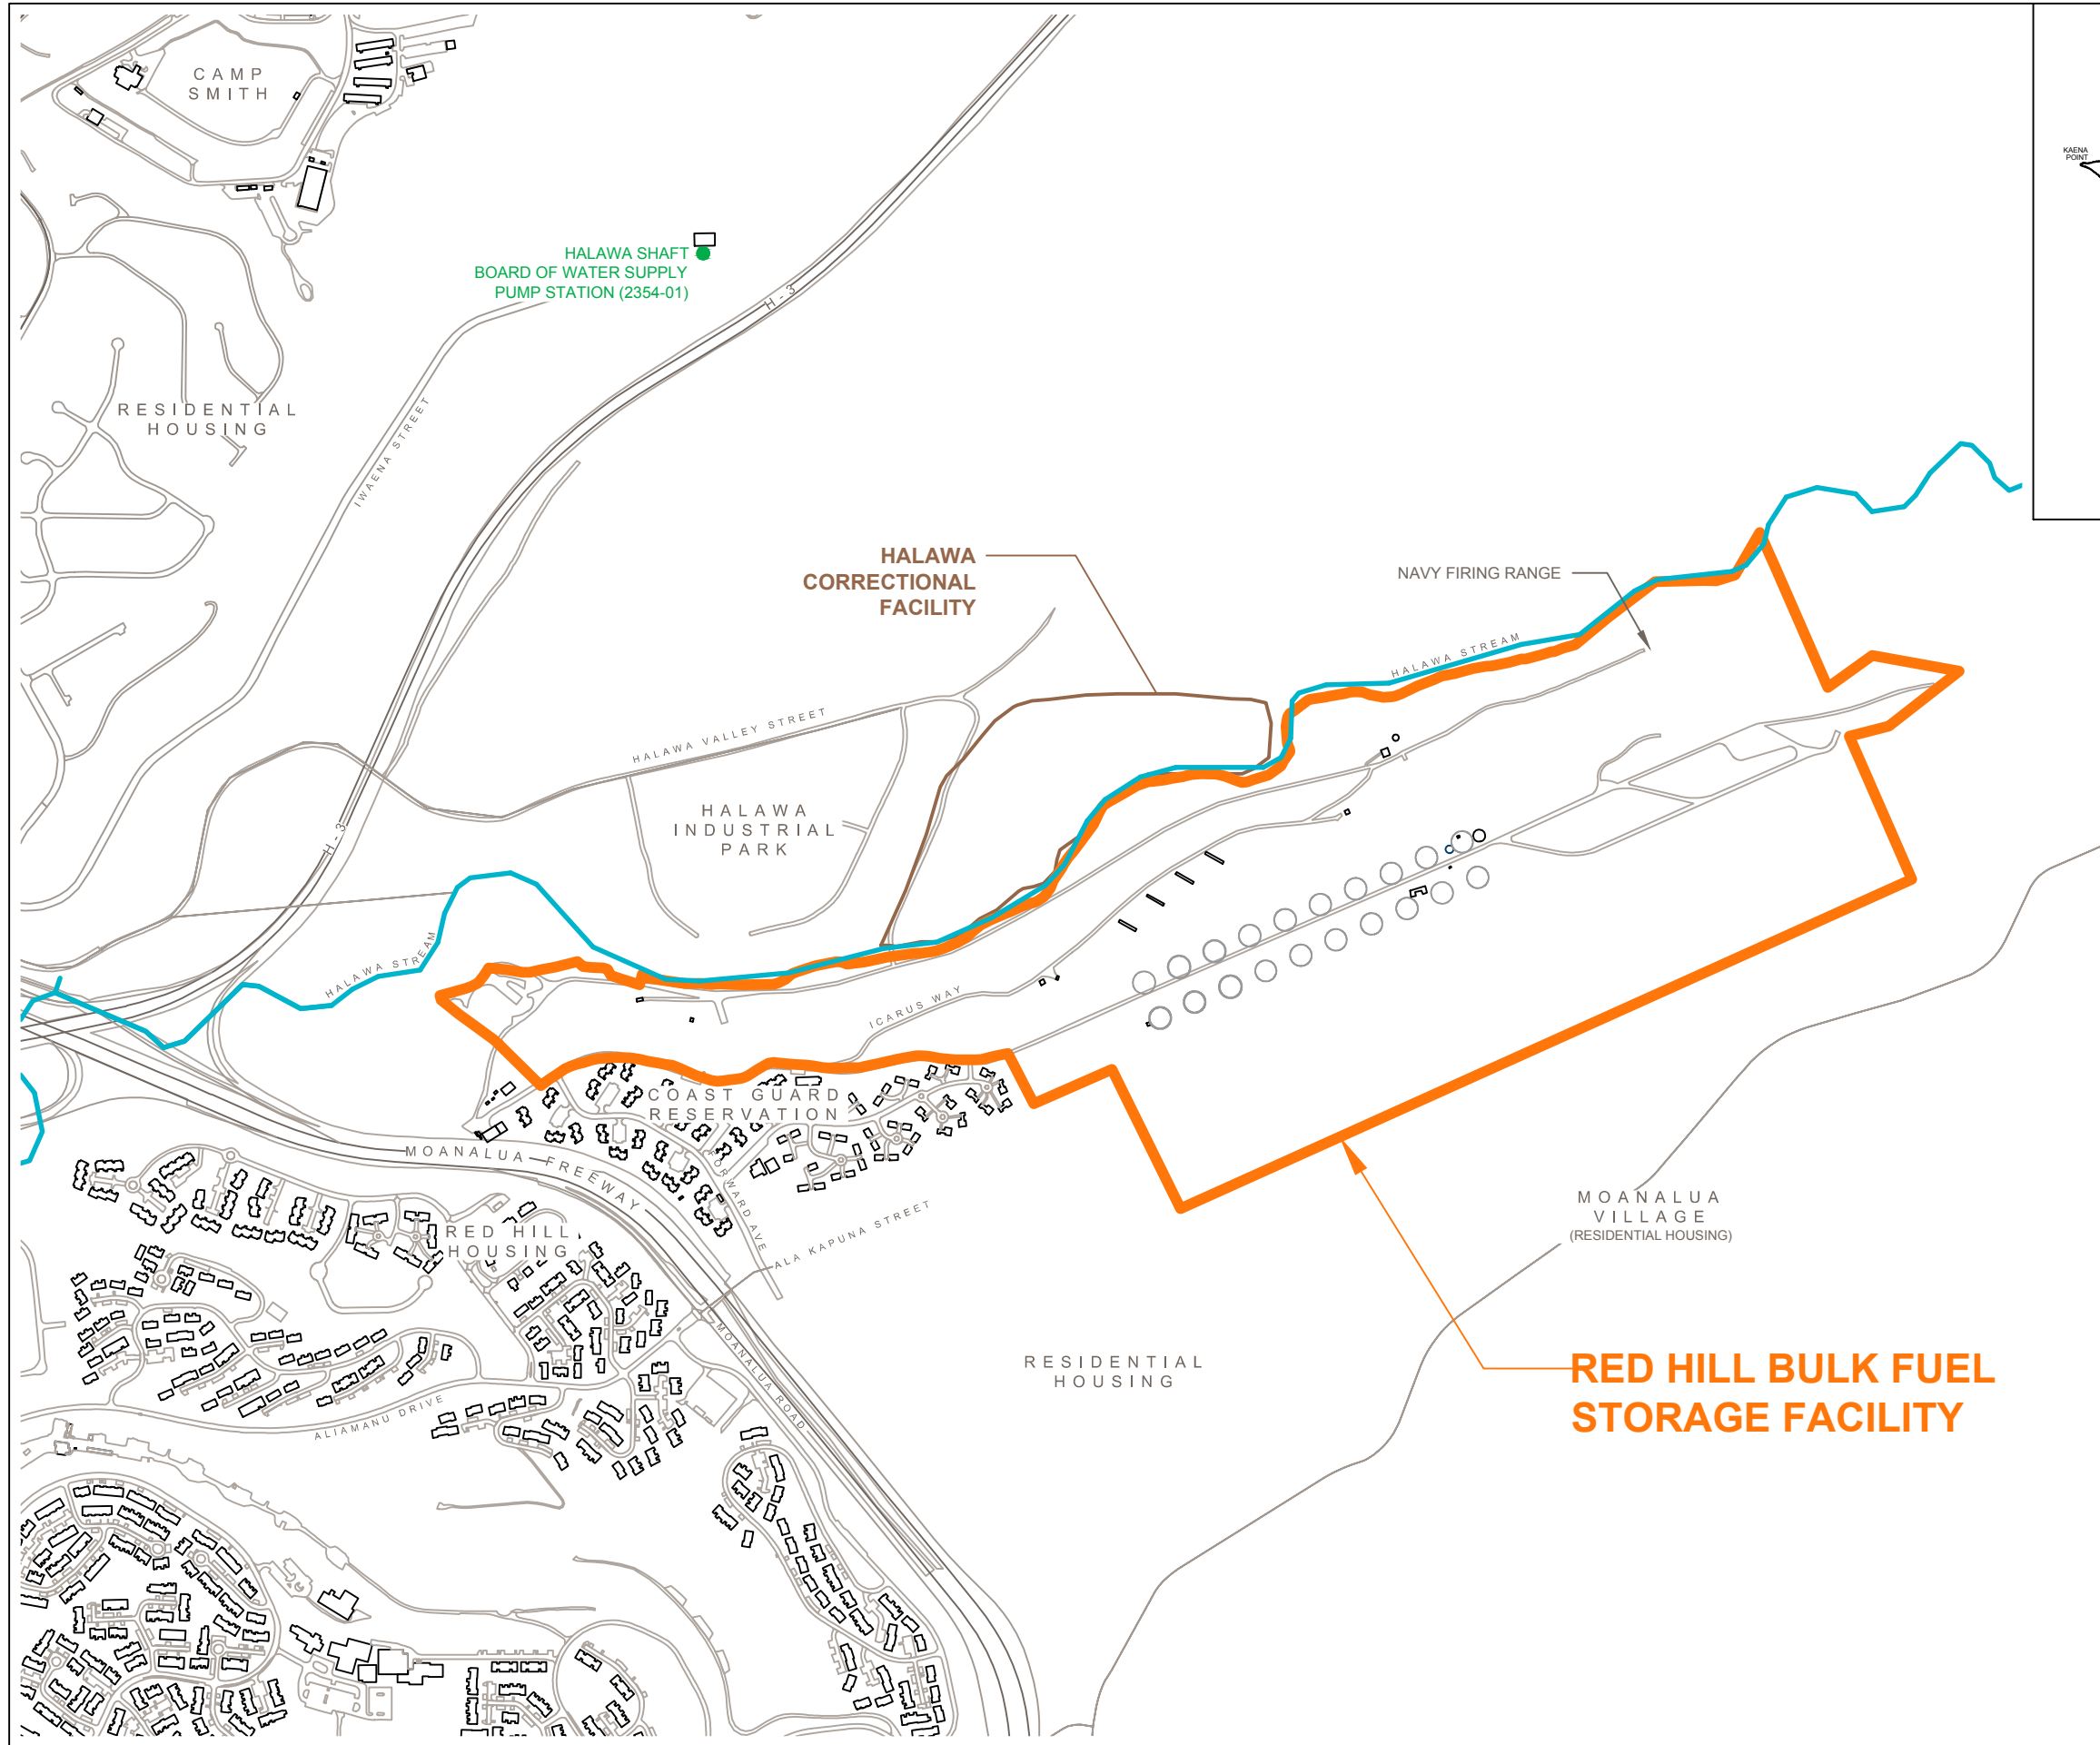 CAMP
SMITH
KAENA
POINT
HALAWA SHAFT
BOARD OF WATER SUPPLY
PUMP STATION (2354-01)
H-3
RESIDENTIAL
HOUSING
IWAENA STREET
HALAWA
CORRECTIONAL
FACILITY
NAVY FIRING RANGE
HALAWA STREAM
HALAWA VALLEY STREET
HALAWA
INDUSTRIAL
PARK
H-3
HALAWA STREAM
ICARUS WAY
COAST GUARD
RESERVATION
MOANALUA FREEWAY
FORWARD AVE
ALA KAPUNA STREET
MOANALUA
VILLAGE
(RESIDENTIAL HOUSING)
RED HILL
HOUSING
MOANALUA ROAD
RESIDENTIAL
HOUSING
RED HILL BULK FUEL
STORAGE FACILITY
ALIAMANU DRIVE